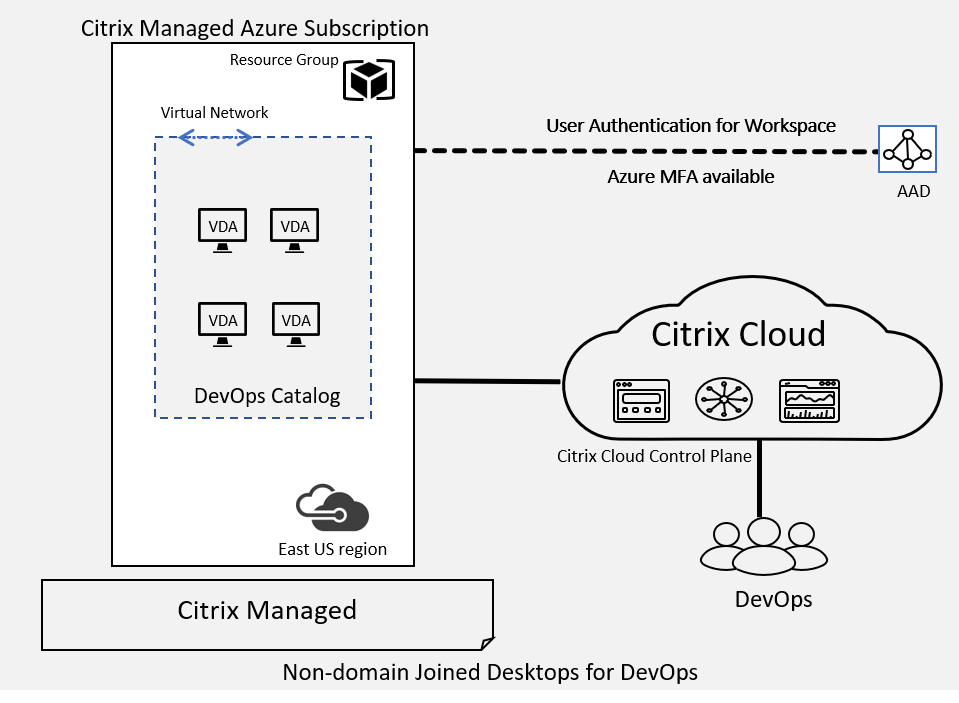 Citrix Managed Azure Subscription
Resource Group
Virtual Network
User Authentication for Workspace
Azure MFA available
AAD
VDA
VDA
VDA
VDA
DevOps Catalog
Citrix Cloud
Citrix Cloud Control Plane
East US region
DevOps
Citrix Managed
Non-domain Joined Desktops for DevOps